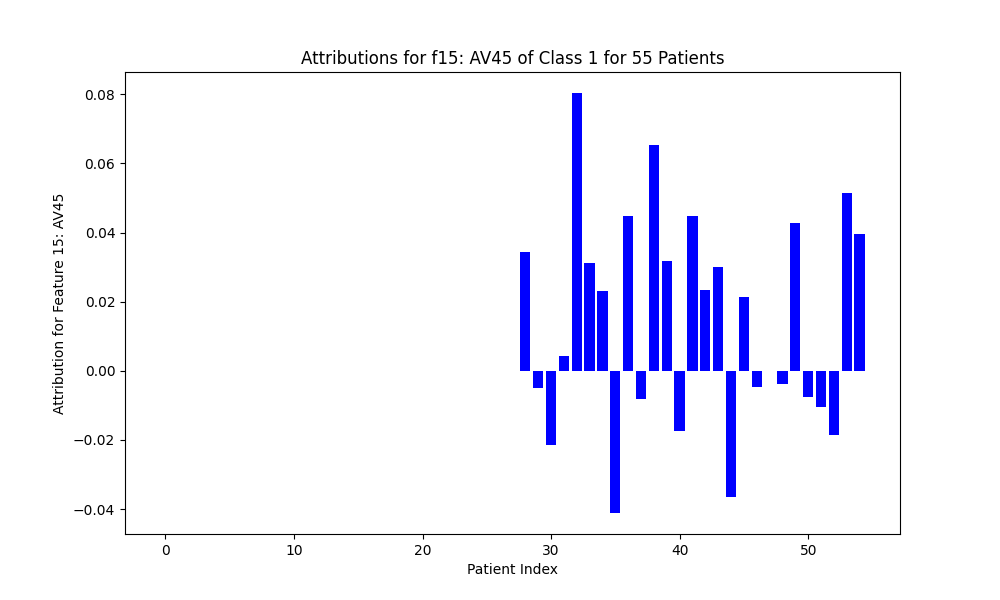 Attributions for f15: AV45 of Class 1 for 55 Patients
Attribution for Feature 15: AV45
0.08
0.06
0.04
0.02
0.00
−0.02
−0.04
0 10 20 30 40 50
Patient Index